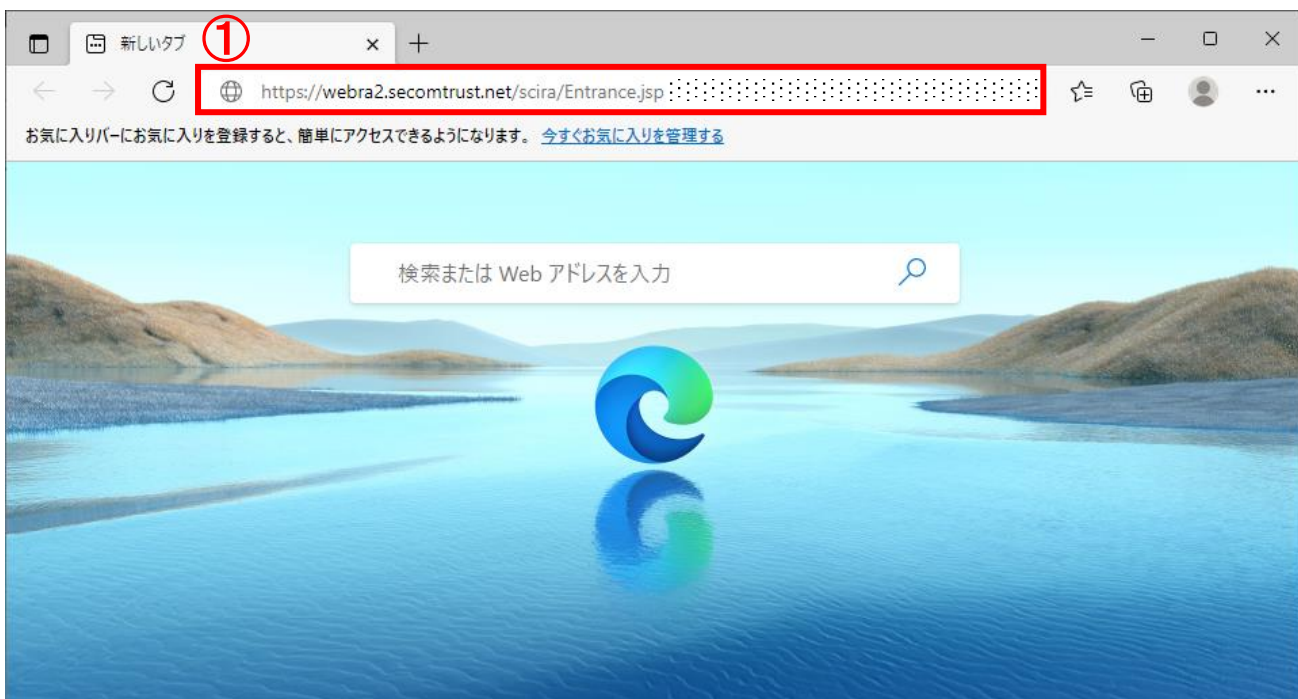 新しいタブ
①
https://webra2.secomtrust.net/scira/Entrance.jsp
お気に入りバーにお気に入りを登録すると、簡単にアクセスできるようになります。 今すぐお気に入りを管理する
検索または Web アドレスを入力